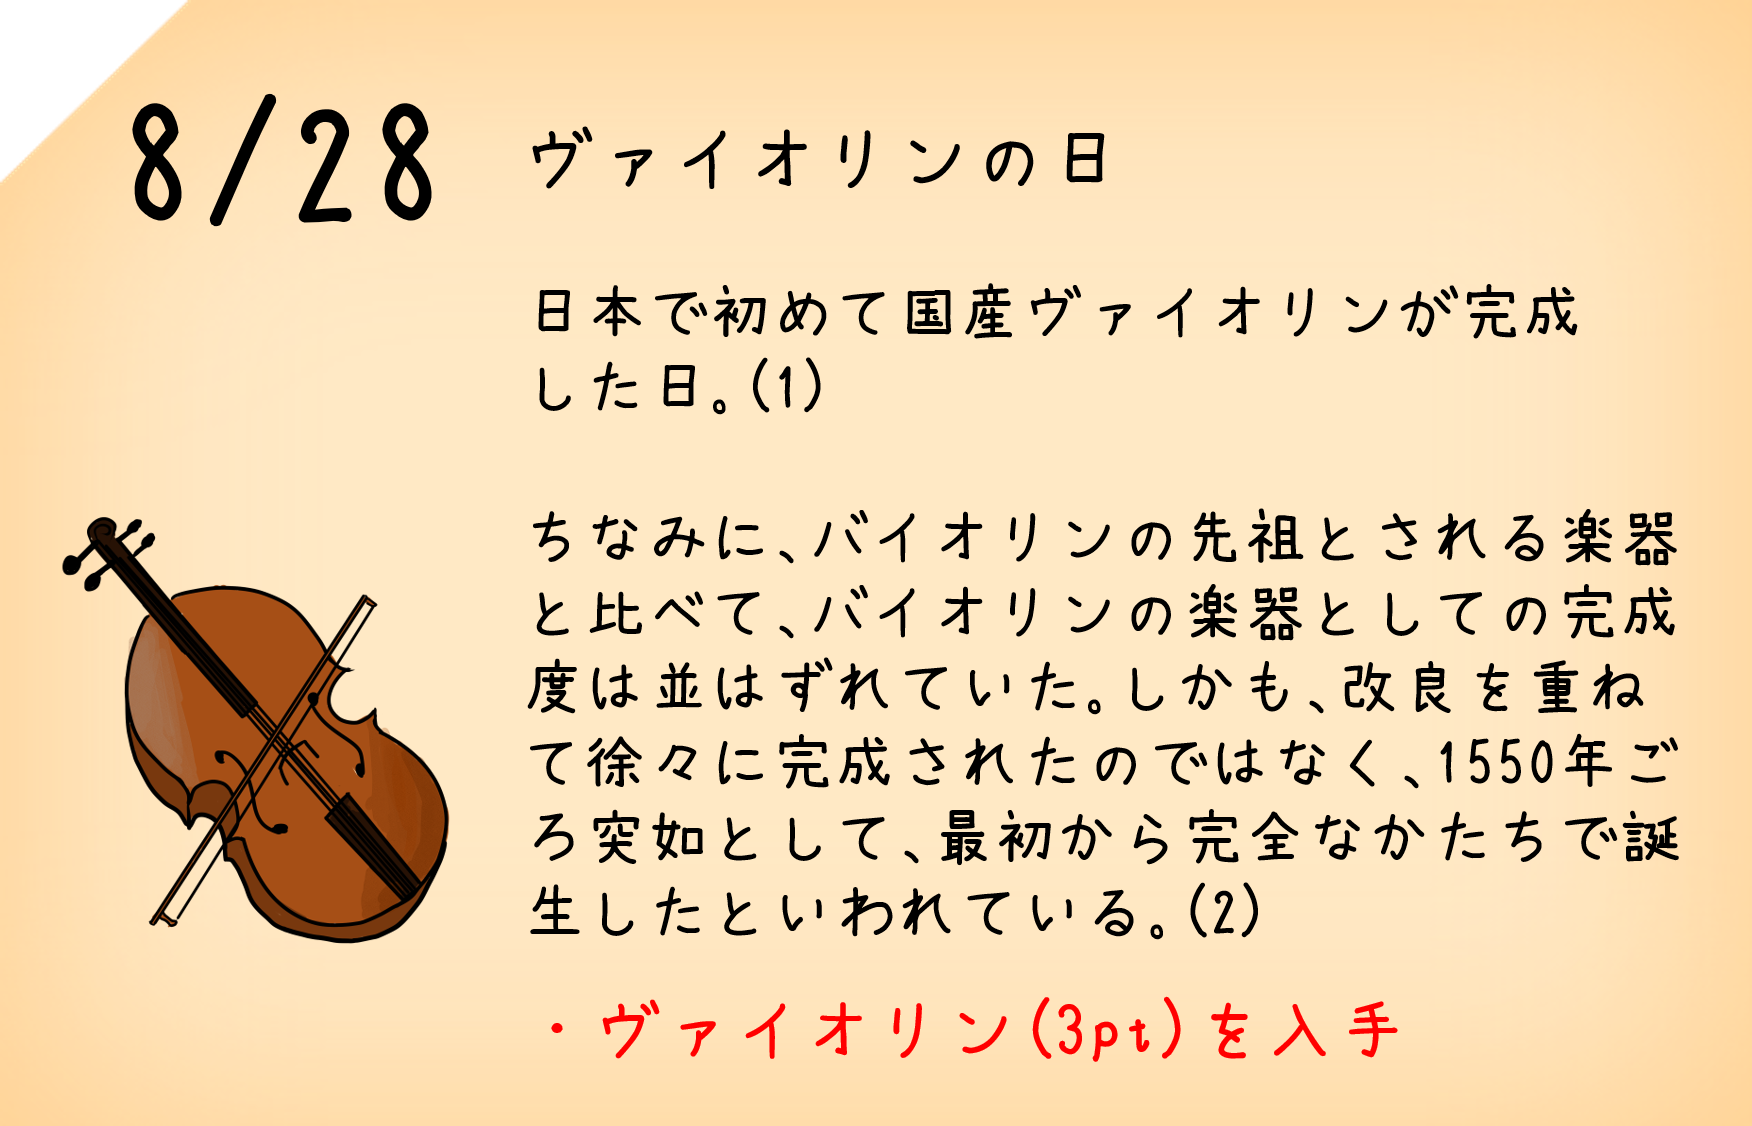 8/28
ヴァイオリンの日
日本で初めて国産ヴァイオリンが完成
した日。(1)
ちなみに、バイオリンの先祖とされる楽器
と比べて、バイオリンの楽器としての完成
度は並はずれていた。しかも、改良を重ね
て徐々に完成されたのではなく、1550年ご
ろ突如として、最初から完全なかたちで誕
生したといわれている。(2)
・ヴァイオリン(3pt)を入手